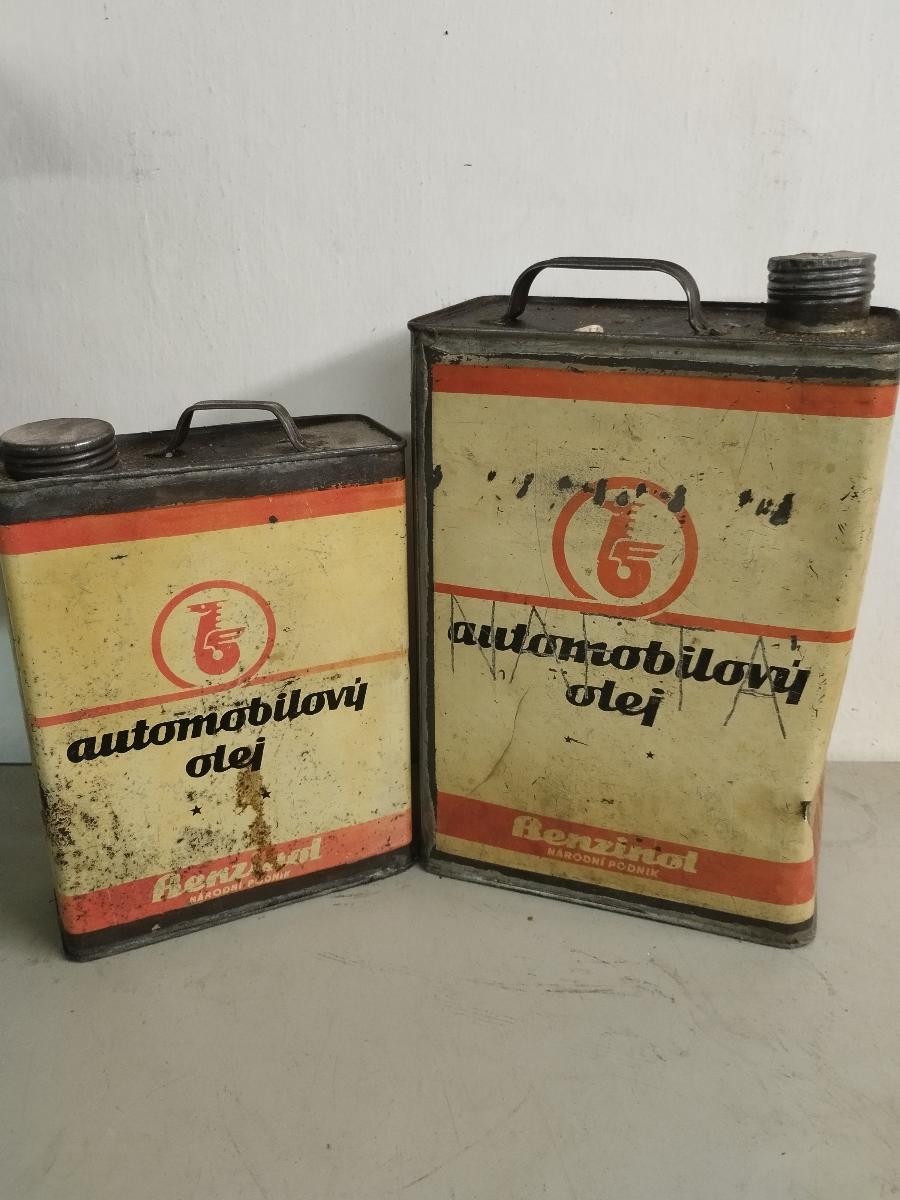 automobilový
olej
Benzinol
NÁRODNÍ PODNIK
automobilový
olej
NAFTA
Benzinol
NÁRODNÍ PODNIK